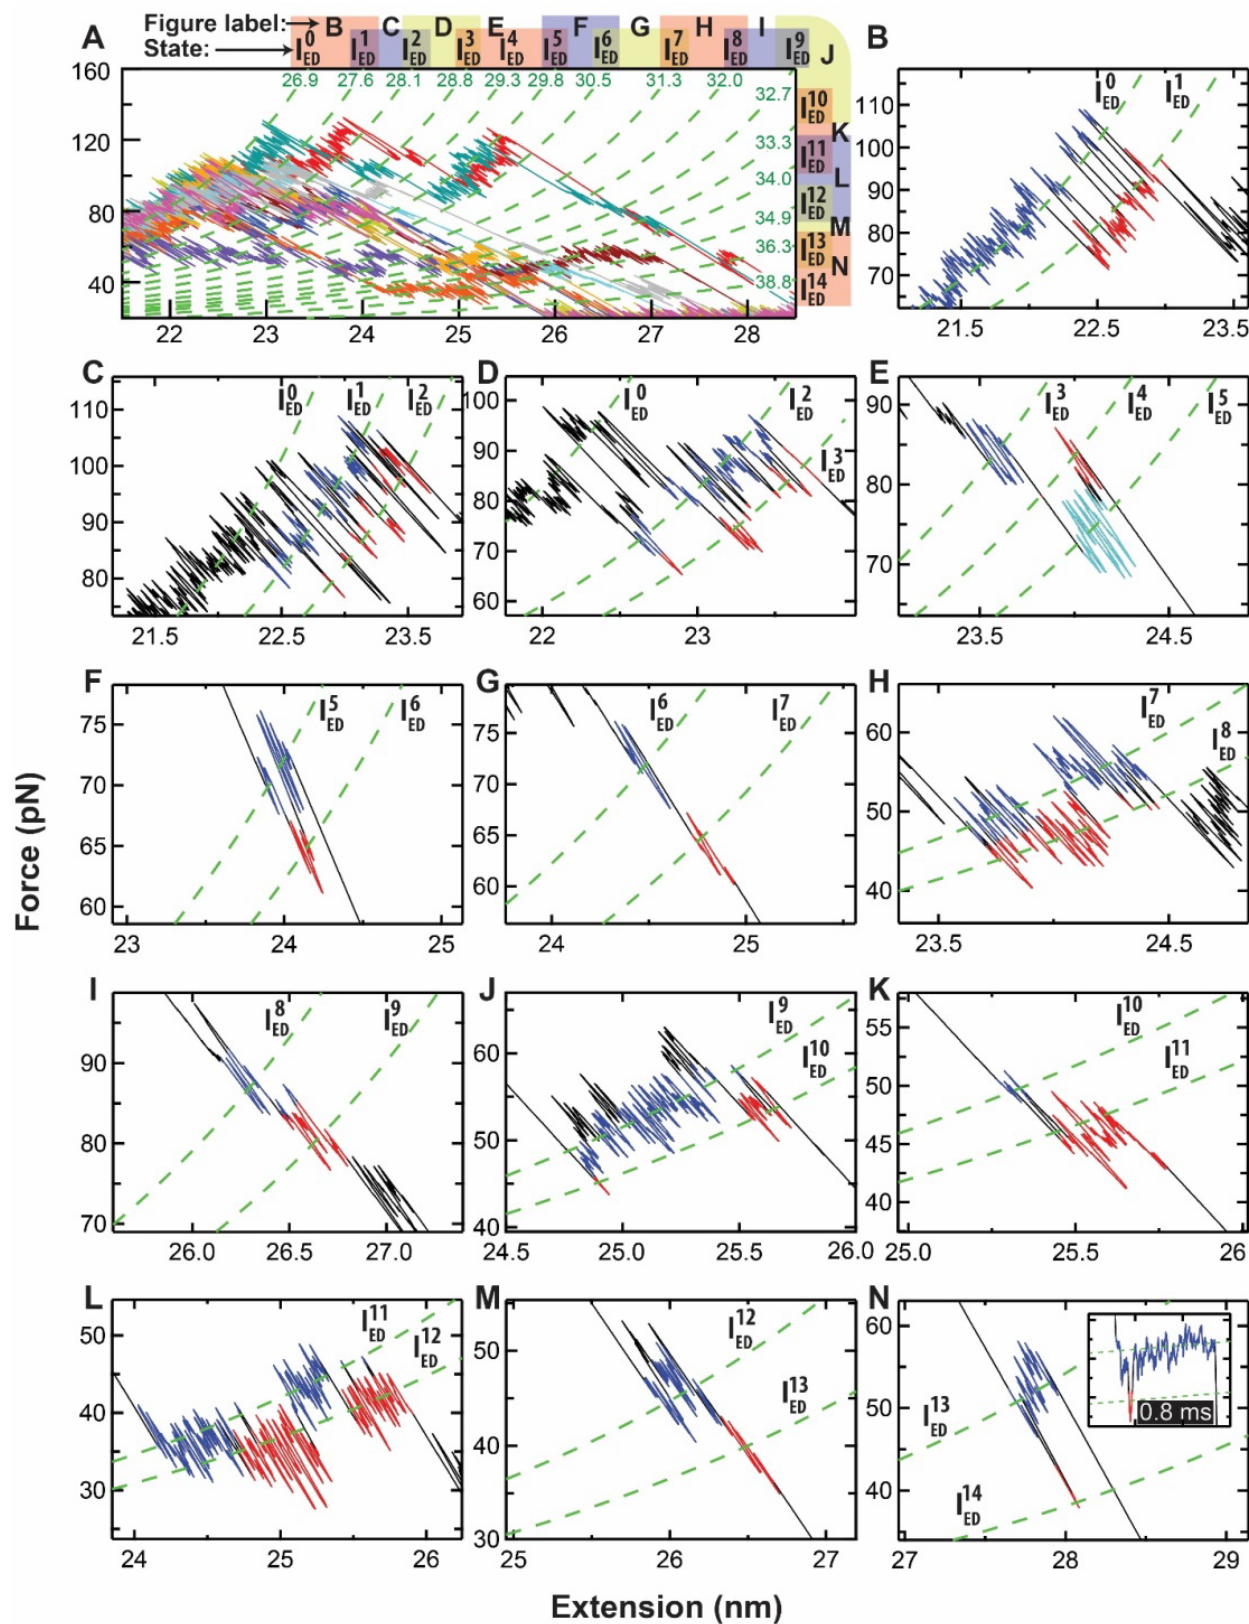 Figure label: B C D E F G H I J
State: I⁰ED I¹ED I²ED I³ED I⁴ED I⁵ED I⁶ED I⁷ED I⁸ED I⁹ED
A
26.9 27.6 28.1 28.8 29.3 29.8 30.5 31.3 32.0 32.7
160
120
80
40
22 23 24 25 26 27 28
33.3
34.0
34.9
36.3
38.8
I¹⁰ED
K
I¹¹ED
L
I¹²ED
M
I¹³ED
N
I¹⁴ED
B
I⁰ED I¹ED
110
100
90
80
70
21.5 22.5 23.6
C
I⁰ED I¹ED I²ED
110
100
90
80
21.5 22.5 23.5
D
I⁰ED I²ED
I³ED
100
90
80
70
60
22 23
E
I³ED I⁴ED I⁵ED
90
80
70
23.5 24.5
F
I⁵ED I⁶ED
75
70
65
60
23 24 25
G
I⁶ED I⁷ED
75
70
65
60
24 25
H
I⁷ED
I⁸ED
60
50
40
23.5 24.5
Force (pN)
I
I⁸ED I⁹ED
90
80
70
26.0 26.5 27.0
J
I⁹ED
I¹⁰ED
60
50
40
24.5 25.0 25.5 26.0
K
I¹⁰ED
I¹¹ED
55
50
45
40
25.0 25.5 26
L
I¹¹ED
I¹²ED
50
40
30
24 25 26
M
I¹²ED
I¹³ED
50
40
30
25 26 27
N
I¹³ED
I¹⁴ED
0.8 ms
60
50
40
27 28 29
Extension (nm)